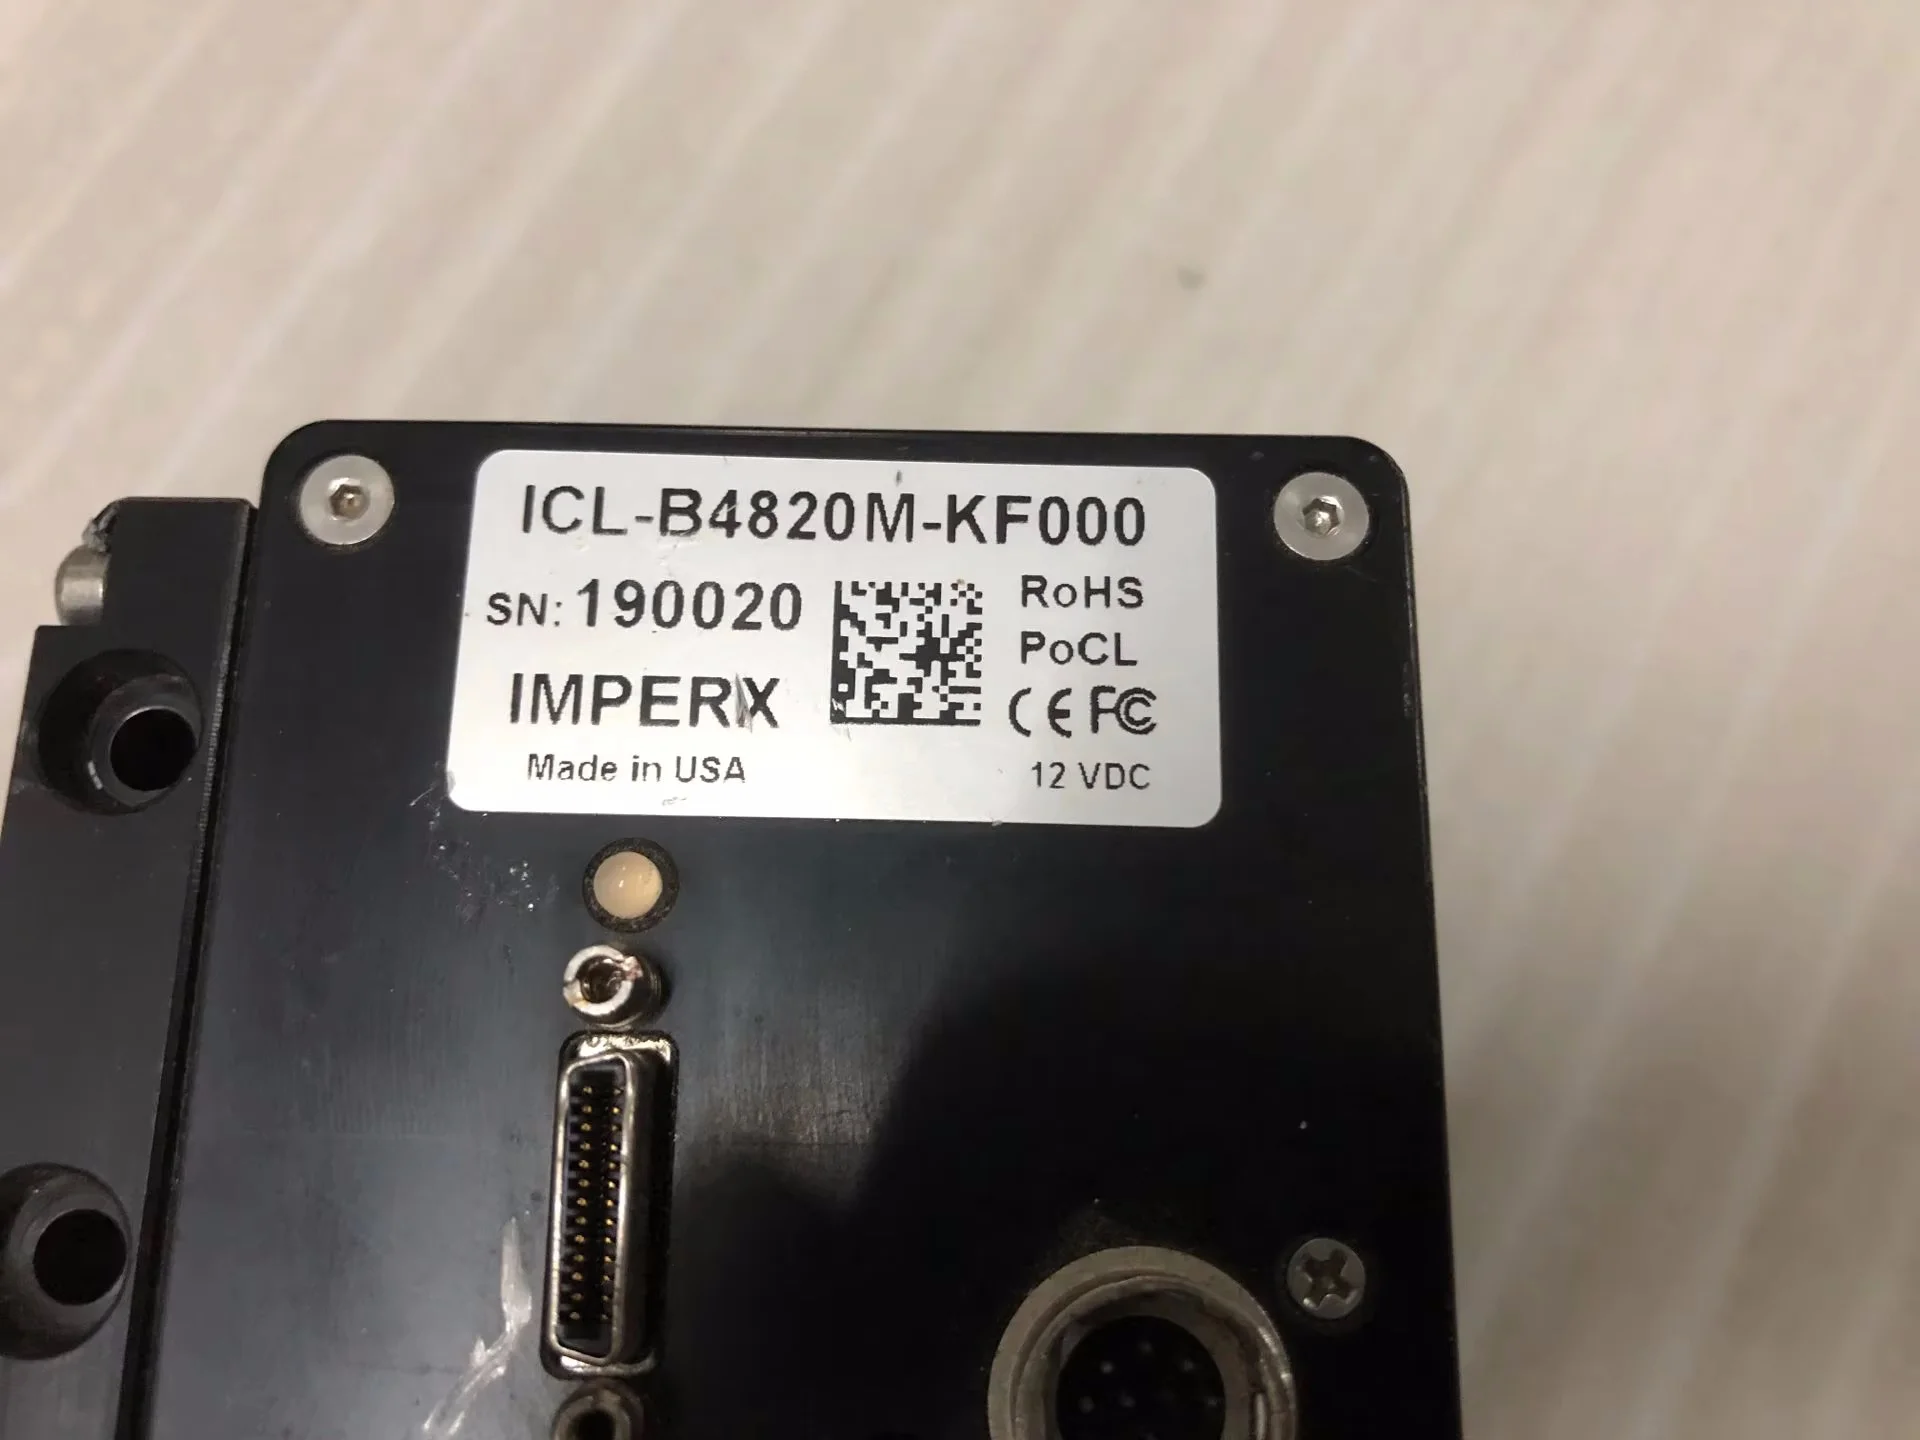 ICL-B4820M-KF000
SN: 190020
RoHS
PoCL
IMPERX
CE FC
Made in USA
12 VDC